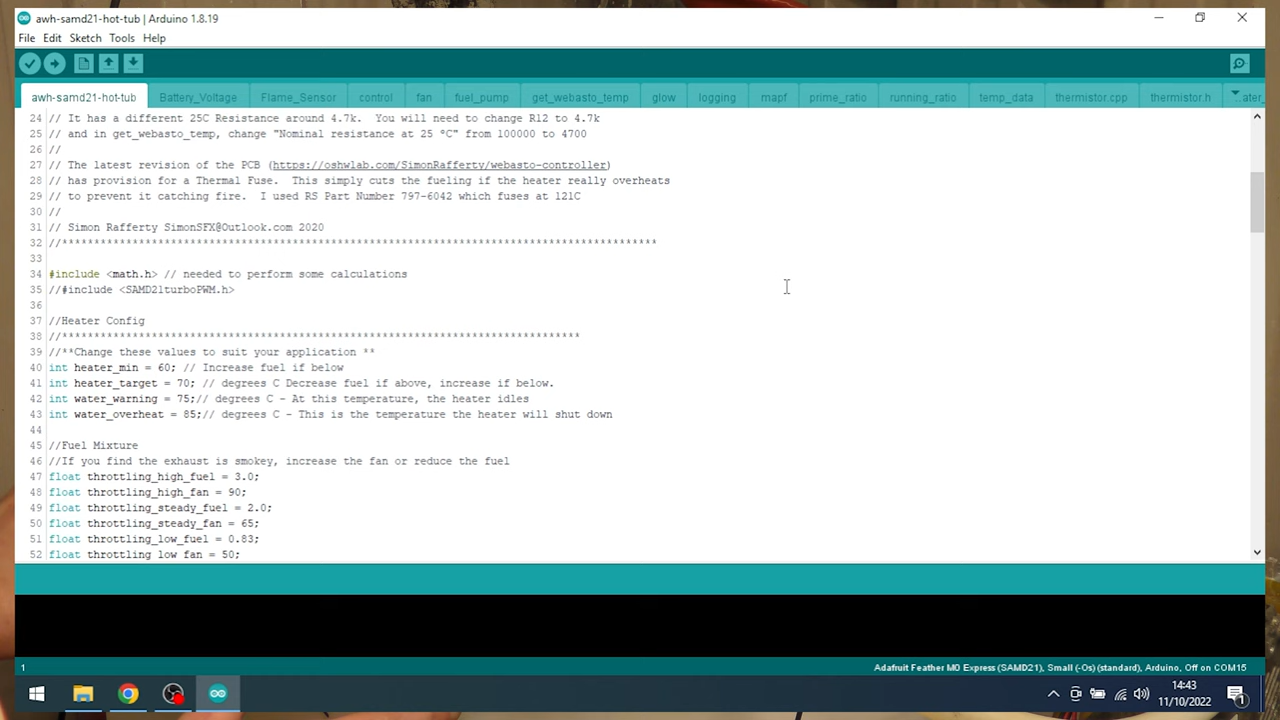 awh-samd21-hot-tub | Arduino 1.8.19
File Edit Sketch Tools Help
awh-samd21-hot-tub Battery_Voltage Flame_Sensor control fan fuel_pump get_webasto_temp glow logging mapf prime_ratio running_ratio temp_data thermistor.cpp thermistor.h
24 // It has a different 25C Resistance around 4.7k.  You will need to change R12 to 4.7k
25 // and in get_webasto_temp, change "Nominal resistance at 25 ºC" from 100000 to 4700
26 //
27 // The latest revision of the PCB (https://oshwlab.com/SimonRafferty/webasto-controller)
28 // has provision for a Thermal Fuse.  This simply cuts the fueling if the heater really overheats
29 // to prevent it catching fire.  I used RS Part Number 797-6042 which fuses at 121C
30 //
31 // Simon Rafferty SimonSFX@Outlook.com 2020
32 //*********************************************************************************************
33
34 #include <math.h> // needed to perform some calculations
35 //#include <SAMD21turboPWM.h>
36
37 //Heater Config
38 //*********************************************************************************
39 //**Change these values to suit your application **
40 int heater_min = 60; // Increase fuel if below
41 int heater_target = 70; // degrees C Decrease fuel if above, increase if below.
42 int water_warning = 75;// degrees C - At this temperature, the heater idles
43 int water_overheat = 85;// degrees C - This is the temperature the heater will shut down
44
45 //Fuel Mixture
46 //If you find the exhaust is smokey, increase the fan or reduce the fuel
47 float throttling_high_fuel = 3.0;
48 float throttling_high_fan = 90;
49 float throttling_steady_fuel = 2.0;
50 float throttling_steady_fan = 65;
51 float throttling_low_fuel = 0.83;
52 float throttling_low_fan = 50;
1 Adafruit Feather M0 Express (SAMD21), Small (-Os) (standard), Arduino, Off on COM15
14:43
11/10/2022
1